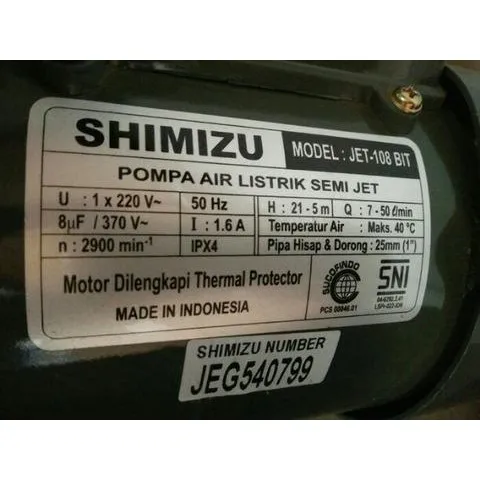 SHIMIZU
MODEL : JET-108 BIT
POMPA AIR LISTRIK SEMI JET
U : 1 x 220 V~ 50 Hz H : 21 - 5 m Q : 7 - 50 ℓ/min
8µF / 370 V~ I : 1.6 A Temperatur Air : Maks. 40 °C
n : 2900 min-¹ IPX4 Pipa Hisap & Dorong : 25mm (1")
Motor Dilengkapi Thermal Protector
MADE IN INDONESIA
SUCOFINDO
SNI
SHIMIZU NUMBER
JEG540799